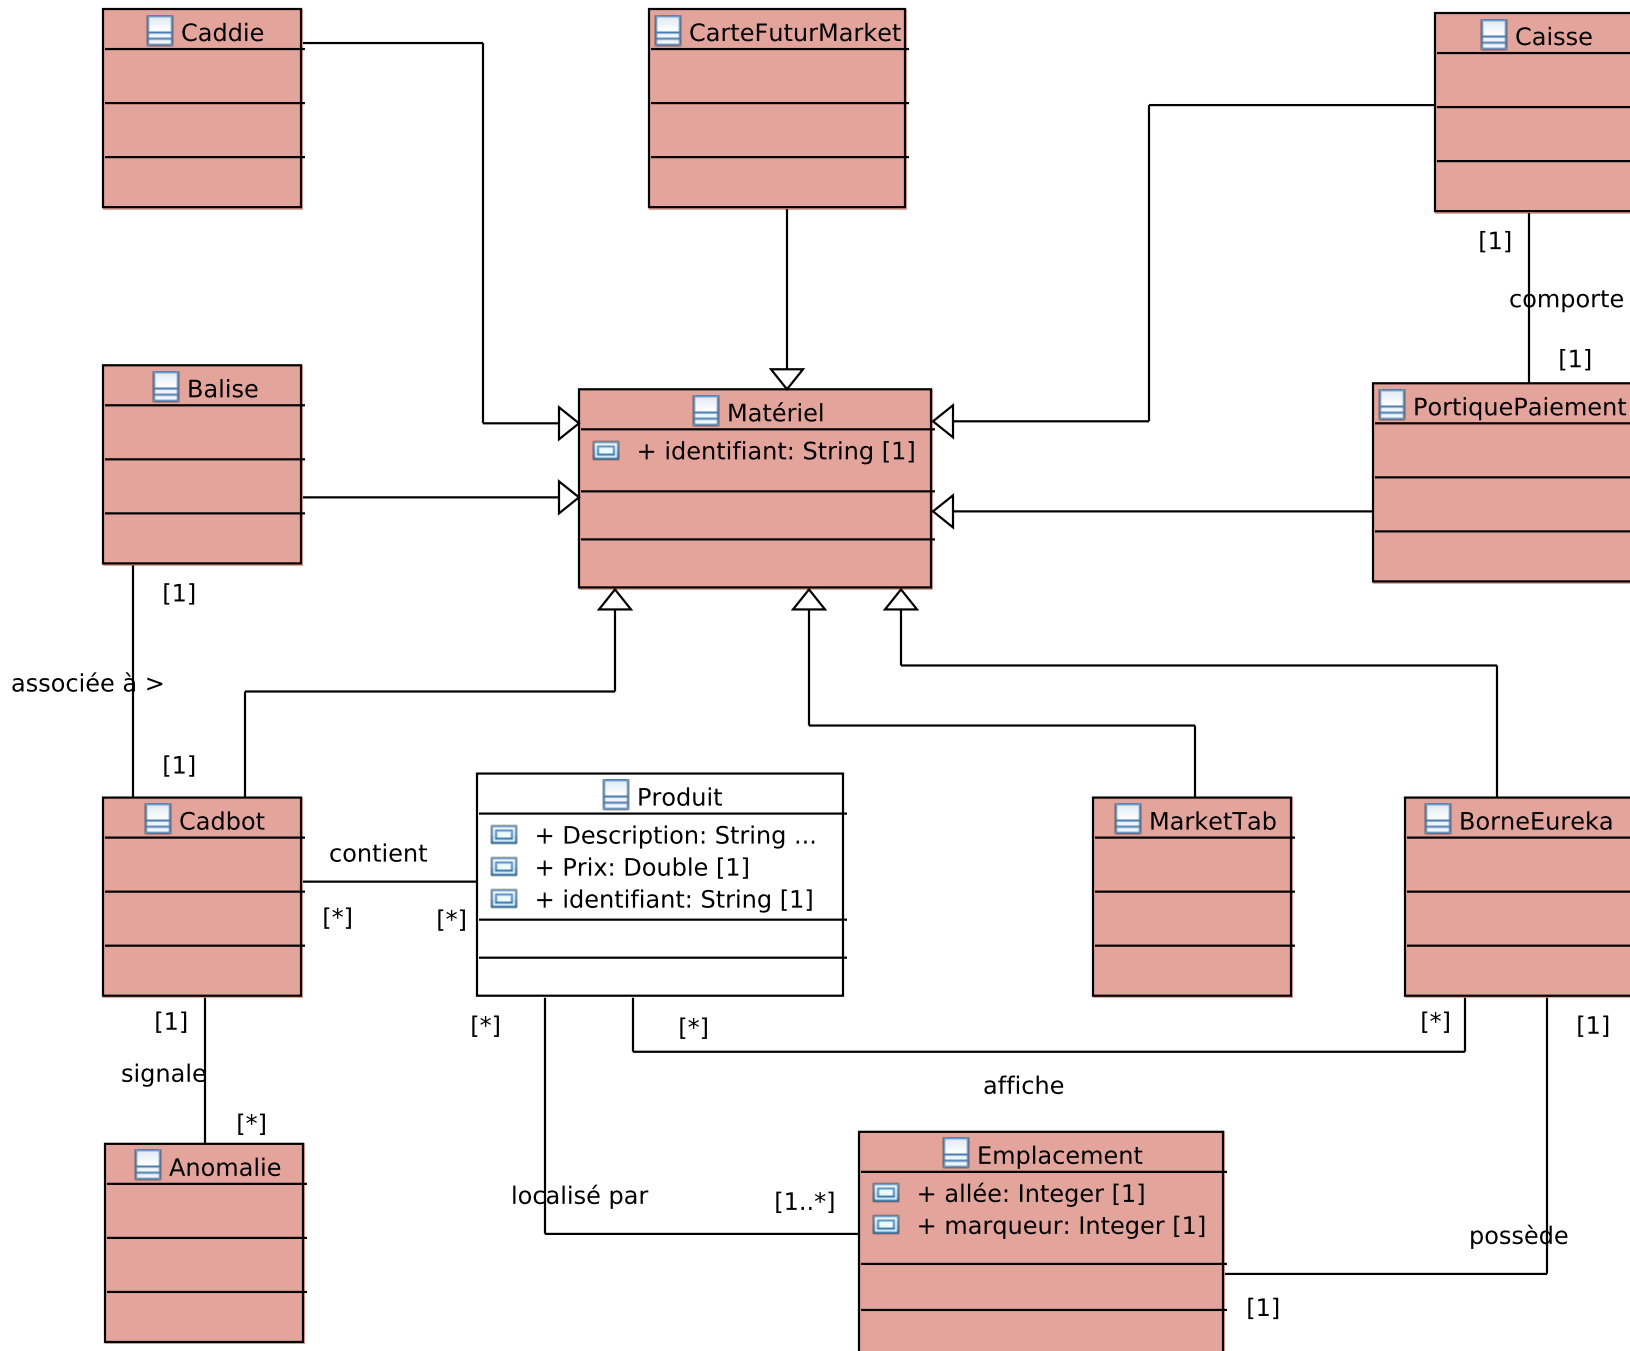 Caddie
CarteFuturMarket
Caisse
[1]
comporte
[1]
Balise
Matériel
+ identifiant: String [1]
PortiquePaiement
[1]
associée à >
[1]
Cadbot
contient
[*]
[*]
Produit
+ Description: String ...
+ Prix: Double [1]
+ identifiant: String [1]
MarketTab
BorneEureka
[1]
signale
[*]
[*]
[*]
[*]
[1]
affiche
Anomalie
localisé par
[1..*]
Emplacement
+ allée: Integer [1]
+ marqueur: Integer [1]
possède
[1]